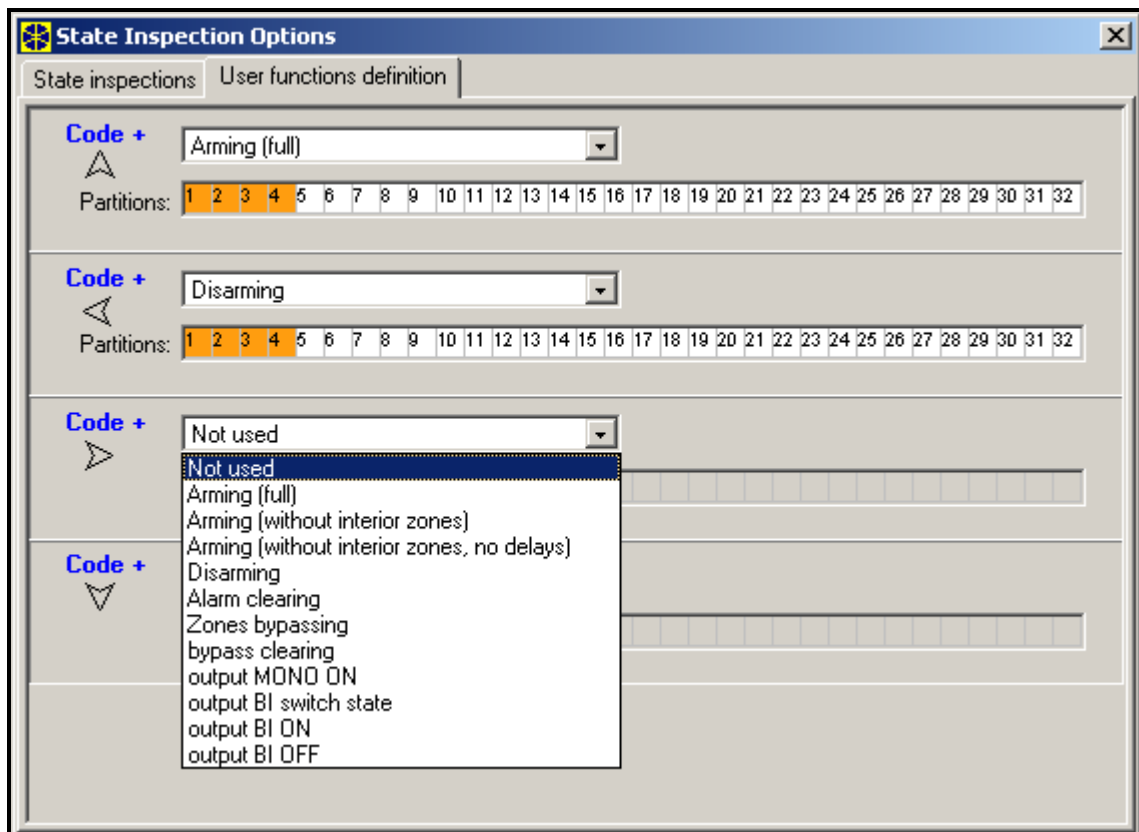 State Inspection Options
State inspections User functions definition
Code +
Arming (full)
Partitions: 1 2 3 4 5 6 7 8 9 10 11 12 13 14 15 16 17 18 19 20 21 22 23 24 25 26 27 28 29 30 31 32
Code +
Disarming
Partitions: 1 2 3 4 5 6 7 8 9 10 11 12 13 14 15 16 17 18 19 20 21 22 23 24 25 26 27 28 29 30 31 32
Code +
Not used
Not used
Arming (full)
Arming (without interior zones)
Arming (without interior zones, no delays)
Code +
Disarming
Alarm clearing
Zones bypassing
bypass clearing
output MONO ON
output BI switch state
output BI ON
output BI OFF